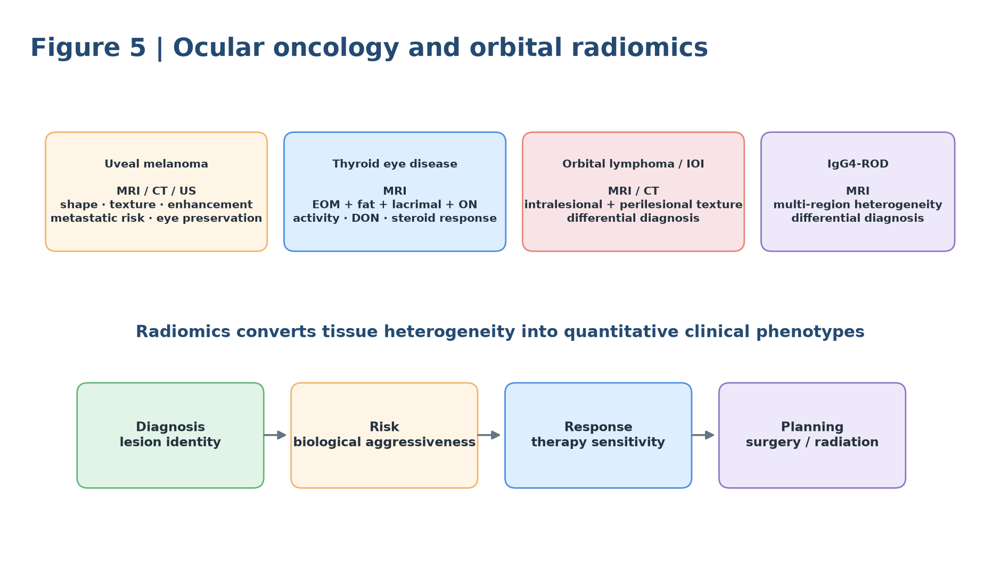 Figure 5 | Ocular oncology and orbital radiomics
Uveal melanoma
MRI / CT / US
shape · texture · enhancement
metastatic risk · eye preservation
Thyroid eye disease
MRI
EOM + fat + lacrimal + ON
activity · DON · steroid response
Orbital lymphoma / IOI
MRI / CT
intralesional + perilesional texture
differential diagnosis
IgG4-ROD
MRI
multi-region heterogeneity
differential diagnosis
Radiomics converts tissue heterogeneity into quantitative clinical phenotypes
Diagnosis
lesion identity
Risk
biological aggressiveness
Response
therapy sensitivity
Planning
surgery / radiation